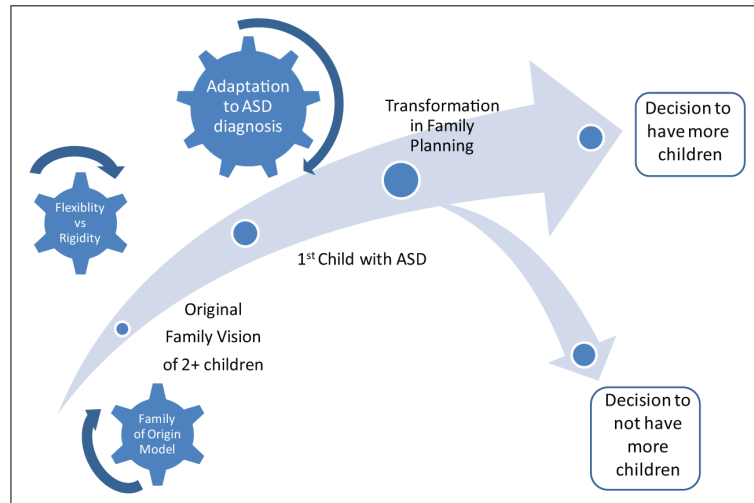 Adaptation
to ASD
diagnosis
Transformation
in Family
Planning
Decision to
have more
children
Flexiblity
vs
Rigidity
1st Child with ASD
Original
Family Vision
of 2+ children
Family
of Origin
Model
Decision to
not have
more
children